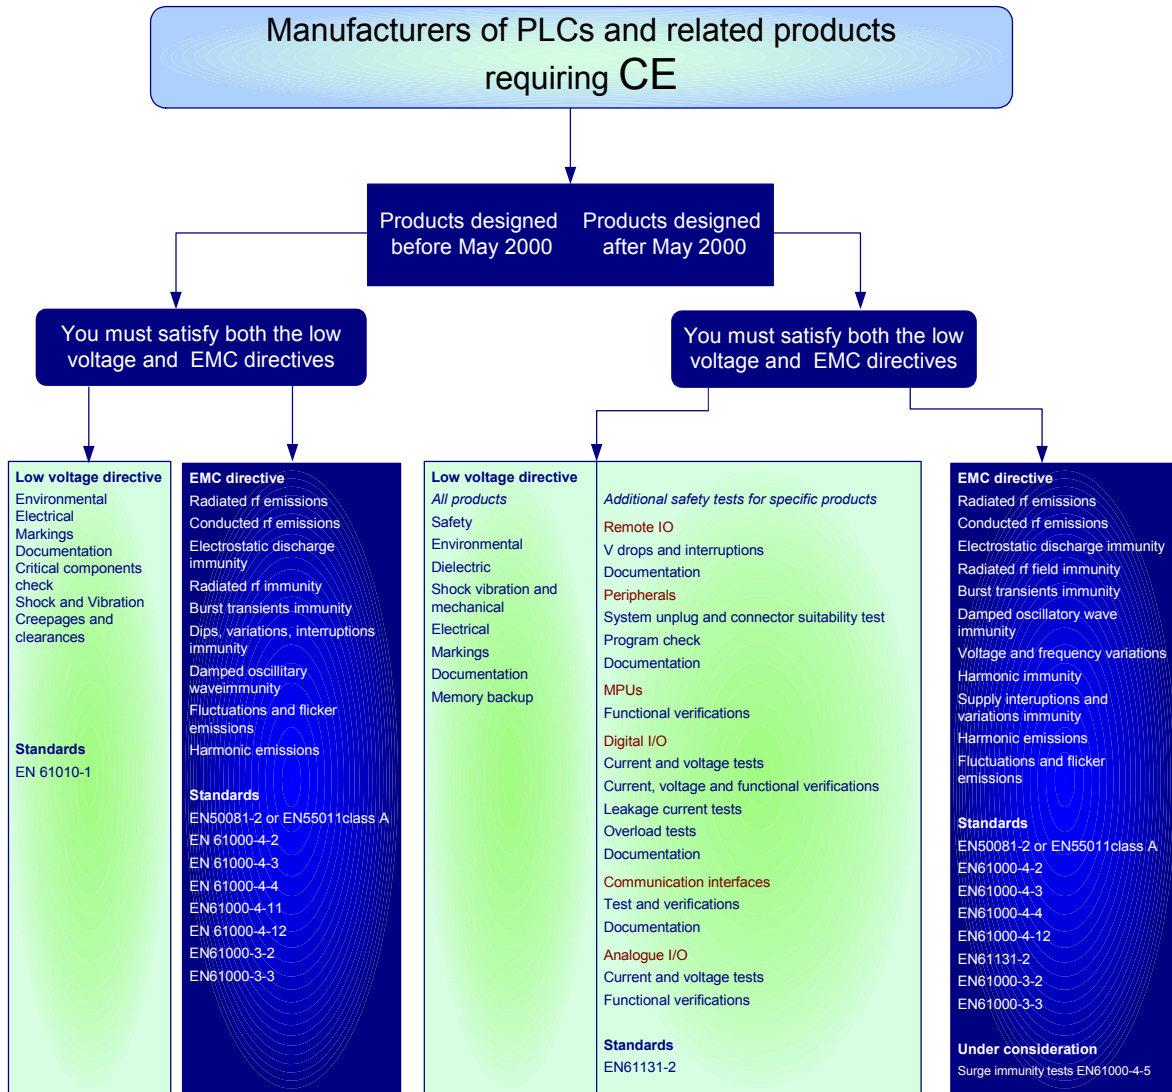 Manufacturers of PLCs and related products
requiring CE
Products designed
before May 2000
Products designed
after May 2000
You must satisfy both the low
voltage and EMC directives
You must satisfy both the low
voltage and EMC directives
Low voltage directive
Environmental
Electrical
Markings
Documentation
Critical components
check
Shock and Vibration
Creepages and
clearances
Standards
EN 61010-1
EMC directive
Radiated rf emissions
Conducted rf emissions
Electrostatic discharge
immunity
Radiated rf immunity
Burst transients immunity
Dips, variations, interruptions
immunity
Damped oscillitary
waveimmunity
Fluctuations and flicker
emissions
Harmonic emissions
Standards
EN50081-2 or EN55011class A
EN 61000-4-2
EN 61000-4-3
EN 61000-4-4
EN61000-4-11
EN 61000-4-12
EN61000-3-2
EN61000-3-3
Low voltage directive
All products
Safety
Environmental
Dielectric
Shock vibration and
mechanical
Electrical
Markings
Documentation
Memory backup
Additional safety tests for specific products
Remote IO
V drops and interruptions
Documentation
Peripherals
System unplug and connector suitability test
Program check
Documentation
MPUs
Functional verifications
Digital I/O
Current and voltage tests
Current, voltage and functional verifications
Leakage current tests
Overload tests
Documentation
Communication interfaces
Test and verifications
Documentation
Analogue I/O
Current and voltage tests
Functional verifications
Standards
EN61131-2
EMC directive
Radiated rf emissions
Conducted rf emissions
Electrostatic discharge immunity
Radiated rf field immunity
Burst transients immunity
Damped oscillatory wave
immunity
Voltage and frequency variations
Harmonic immunity
Supply interuptions and
variations immunity
Harmonic emissions
Fluctuations and flicker
emissions
Standards
EN50081-2 or EN55011class A
EN61000-4-2
EN61000-4-3
EN61000-4-4
EN61000-4-12
EN61131-2
EN61000-3-2
EN61000-3-3
Under consideration
Surge immunity tests EN61000-4-5